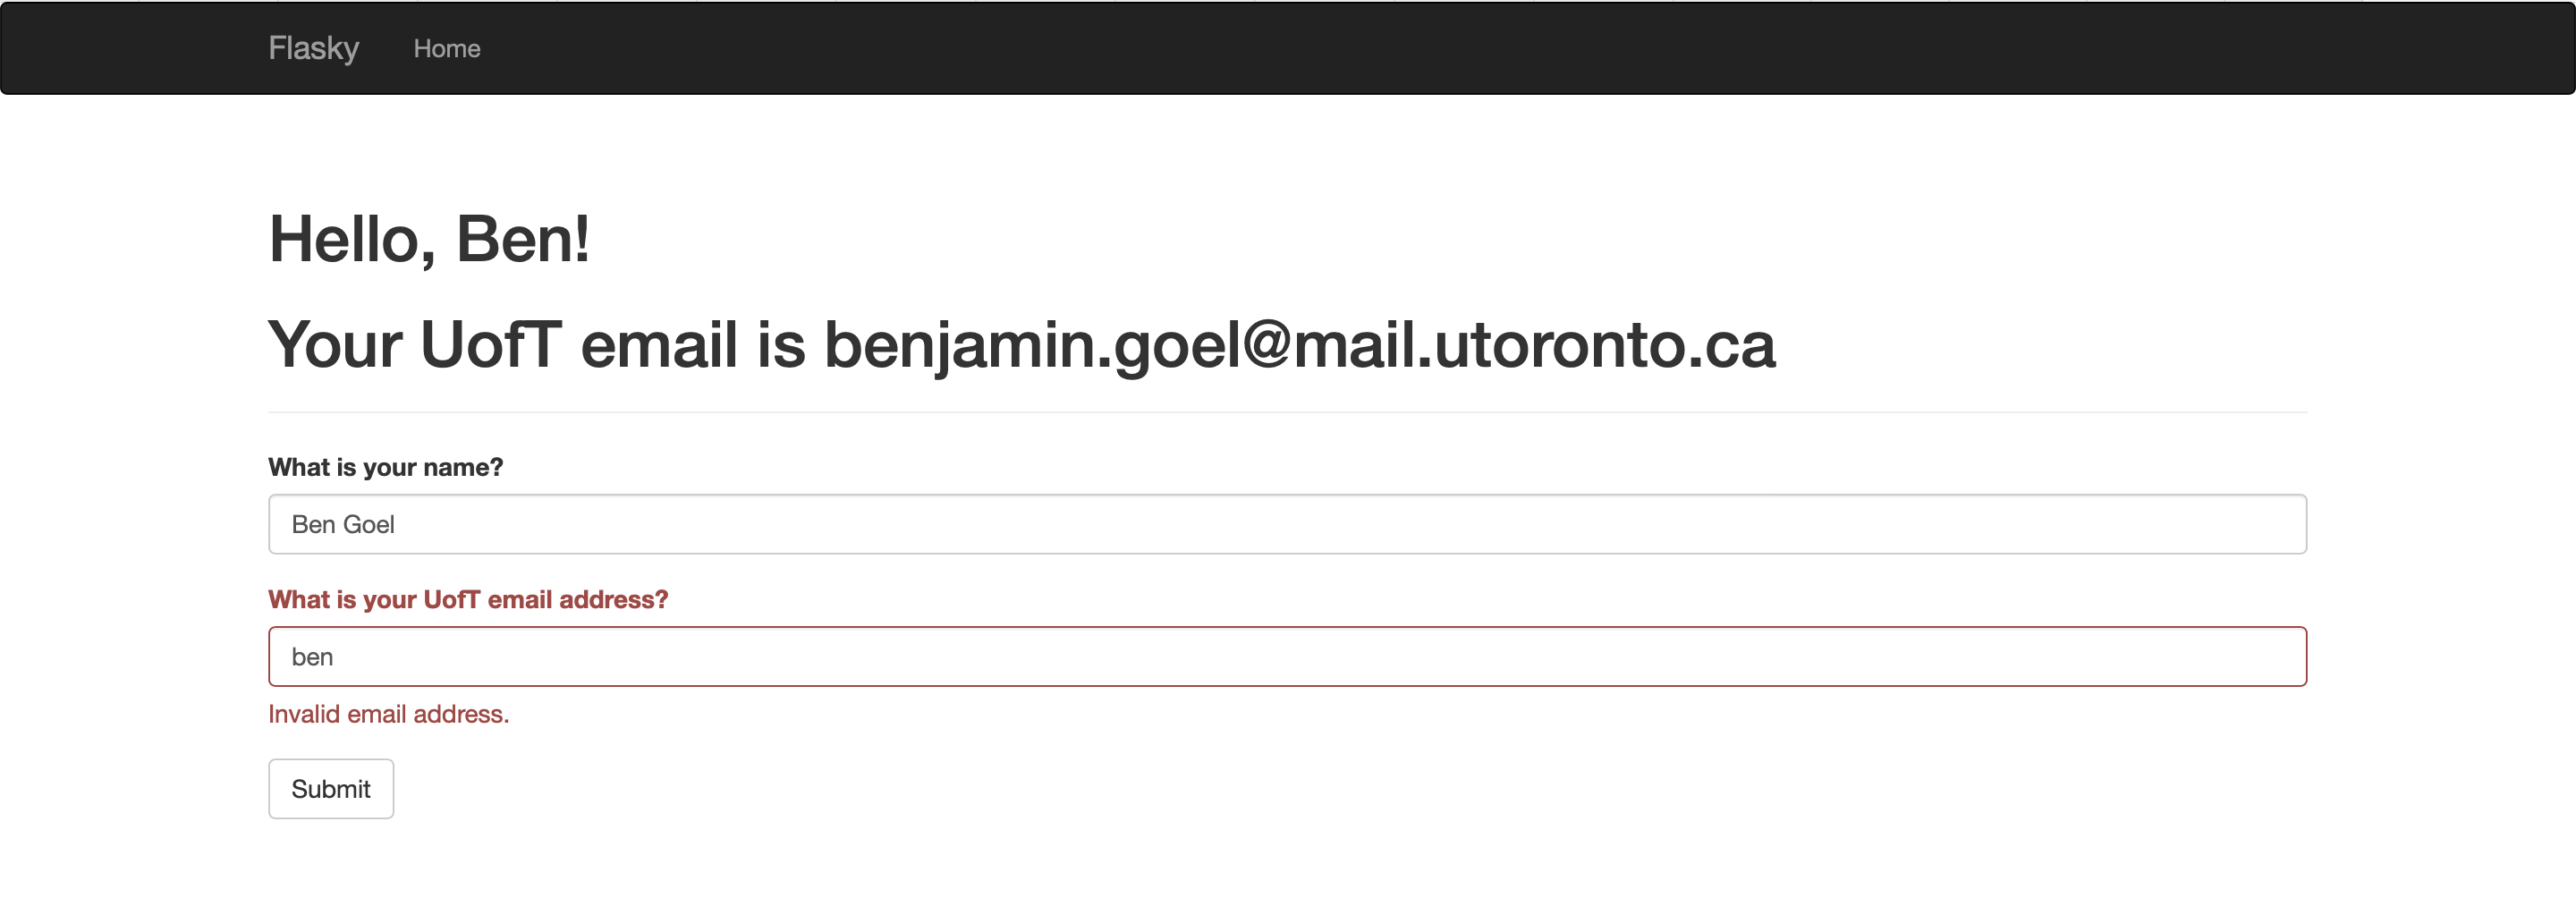 Flasky Home
Hello, Ben!
Your UofT email is benjamin.goel@mail.utoronto.ca
What is your name?
Ben Goel
What is your UofT email address?
ben
Invalid email address.
Submit